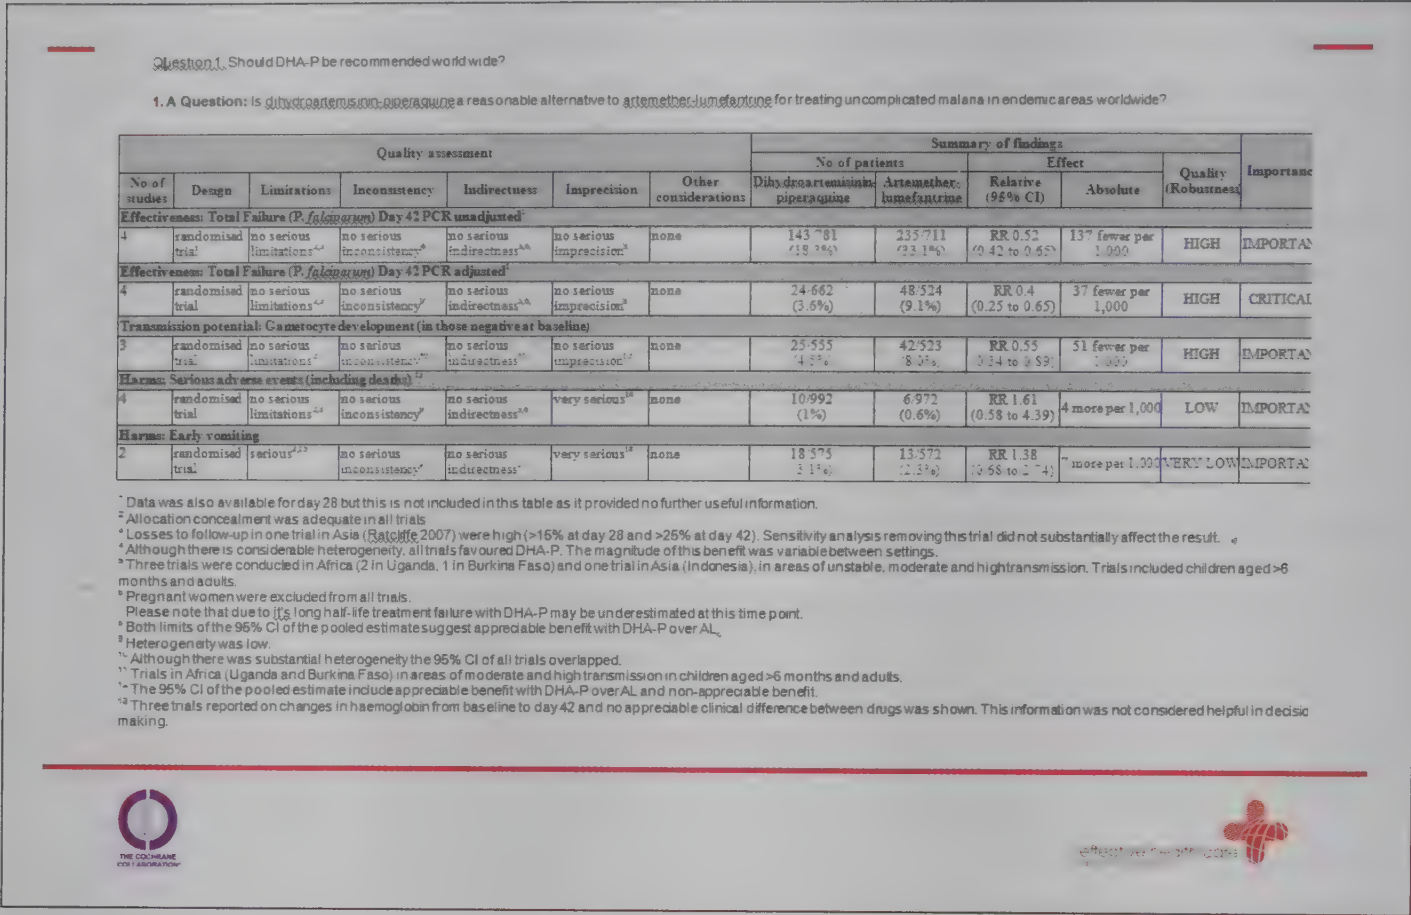 Question 1. Should DHA-P be recommended world wide?
1. A Question: Is dihydroartemisinin-piperaquine a reasonable alternative to artemether-lumefantrine for treating uncomplicated malaria in endemic areas worldwide?
Quality assessment Summary of findings Importanc
No of patients Effect Quality (Robustness)
No of studies Design Limitations Inconsistency Indirectness Imprecision Other considerations Dihydroartemisinin-piperaquine Artemether-lumefantrine Relative (95% CI) Absolute
Effectiveness: Total Failure (P. falciparum) Day 42 PCR unadjusted
4 randomised trial no serious limitations no serious inconsistency no serious indirectness no serious imprecision none 143/781 235/711 (33.1%) RR 0.52 (0.42 to 0.65) 137 fewer per 1,000 HIGH IMPORTA
Effectiveness: Total Failure (P. falciparum) Day 42 PCR adjusted
4 randomised trial no serious limitations no serious inconsistency no serious indirectness no serious imprecision none 24/662 (3.6%) 48/524 (9.1%) RR 0.4 (0.25 to 0.65) 37 fewer per 1,000 HIGH CRITICAL
Transmission potential: Gametocyte development (in those negative at baseline)
3 randomised trial no serious limitations no serious inconsistency no serious indirectness no serious imprecision none 25/555 42/523 RR 0.55 51 fewer per HIGH IMPORTA
Harms: Serious adverse events (including deaths)
4 randomised trial no serious limitations no serious inconsistency no serious indirectness very serious none 10/992 (1%) 6/972 (0.6%) RR 1.61 (0.58 to 4.39) 4 more per 1,000 LOW IMPORTA
Harms: Early vomiting
2 randomised trial serious no serious inconsistency no serious indirectness very serious none 18/575 13/572 RR 1.38 more per 1,000 VERY LOW IMPORTA
Data was also available for day 28 but this is not included in this table as it provided no further useful information.
Allocation concealment was adequate in all trials
Losses to follow-up in one trial in Asia (Ratcliffe 2007) were high (>15% at day 28 and >25% at day 42). Sensitivity analysis removing this trial did not substantially affect the result.
Although there is considerable heterogeneity, all trials favoured DHA-P. The magnitude of this benefit was variable between settings.
Three trials were conducted in Africa (2 in Uganda, 1 in Burkina Faso) and one trial in Asia (Indonesia), in areas of unstable, moderate and high transmission. Trials included children aged >6
months and adults.
Pregnant women were excluded from all trials.
Please note that due to it's long half-life treatment failure with DHA-P may be underestimated at this time point.
Both limits of the 95% CI of the pooled estimate suggest appreciable benefit with DHA-P over AL.
Heterogeneity was low.
Although there was substantial heterogeneity the 95% CI of all trials overlapped.
Trials in Africa (Uganda and Burkina Faso) in areas of moderate and high transmission in children aged >6 months and adults.
The 95% CI of the pooled estimate include appreciable benefit with DHA-P over AL and non-appreciable benefit.
Three trials reported on changes in haemoglobin from baseline to day 42 and no appreciable clinical difference between drugs was shown. This information was not considered helpful in decisio
making.
THE COCHRANE
COLLABORATION
effective health care